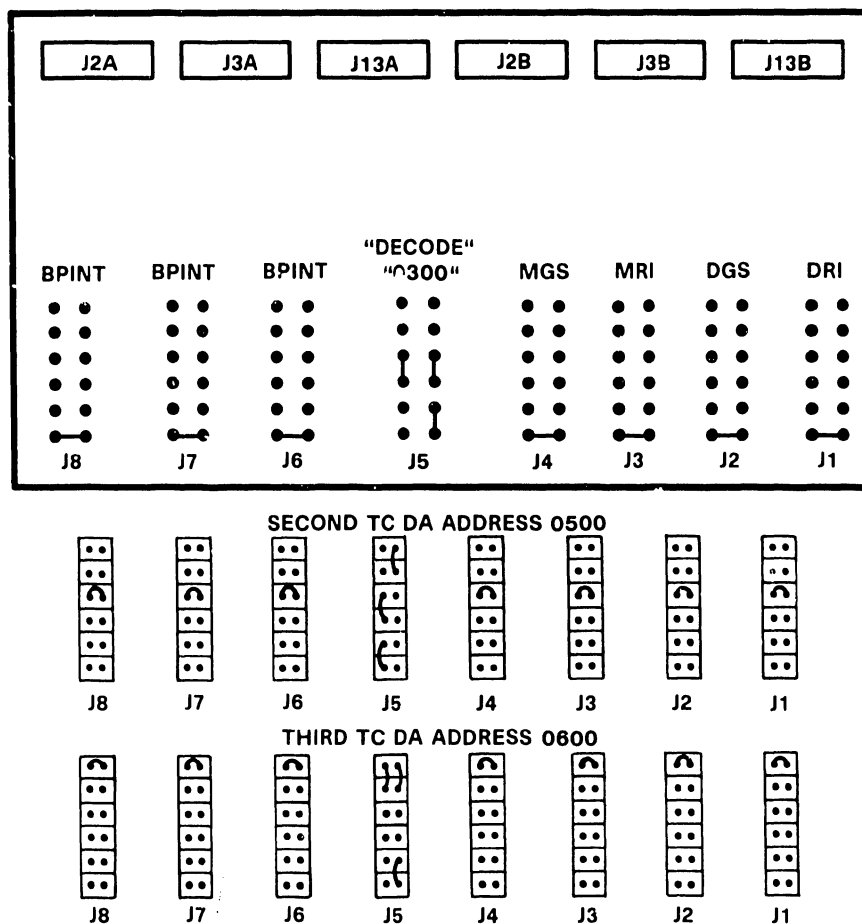 J2A J3A J13A J2B J3B J13B
"DECODE"
BPINT BPINT BPINT "0300" MGS MRI DGS DRI
J8 J7 J6 J5 J4 J3 J2 J1
SECOND TC DA ADDRESS 0500
J8 J7 J6 J5 J4 J3 J2 J1
THIRD TC DA ADDRESS 0600
J8 J7 J6 J5 J4 J3 J2 J1